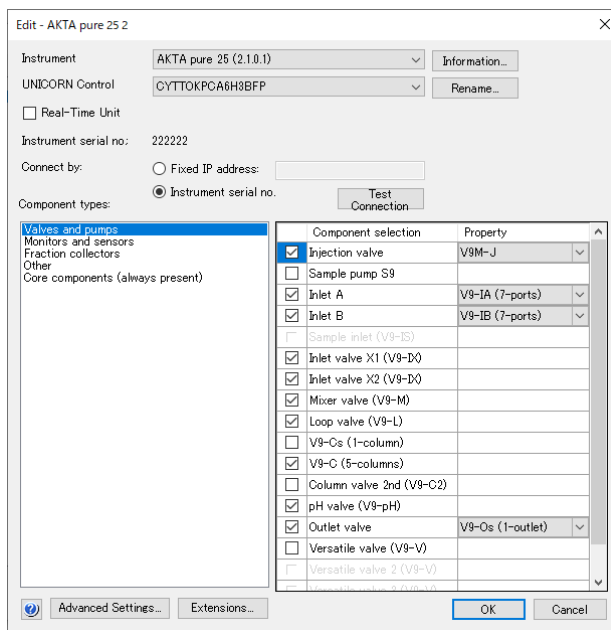 Edit - AKTA pure 25 2
Instrument AKTA pure 25 (2.1.0.1) Information...
UNICORN Control CYTTOKPCA6H3BFP Rename...
Real-Time Unit
Instrument serial no: 222222
Connect by: Fixed IP address:
Instrument serial no. Test Connection
Component types:
Valves and pumps
Monitors and sensors
Fraction collectors
Other
Core components (always present)
Component selection Property
Injection valve V9M-J
Sample pump S9
Inlet A V9-IA (7-ports)
Inlet B V9-IB (7-ports)
Sample inlet (V9-IS)
Inlet valve X1 (V9-IX)
Inlet valve X2 (V9-IX)
Mixer valve (V9-M)
Loop valve (V9-L)
V9-Cs (1-column)
V9-C (5-columns)
Column valve 2nd (V9-C2)
pH valve (V9-pH)
Outlet valve V9-Os (1-outlet)
Versatile valve (V9-V)
Versatile valve 2 (V9-V)
Versatile valve 3 (V9-V)
Advanced Settings... Extensions... OK Cancel